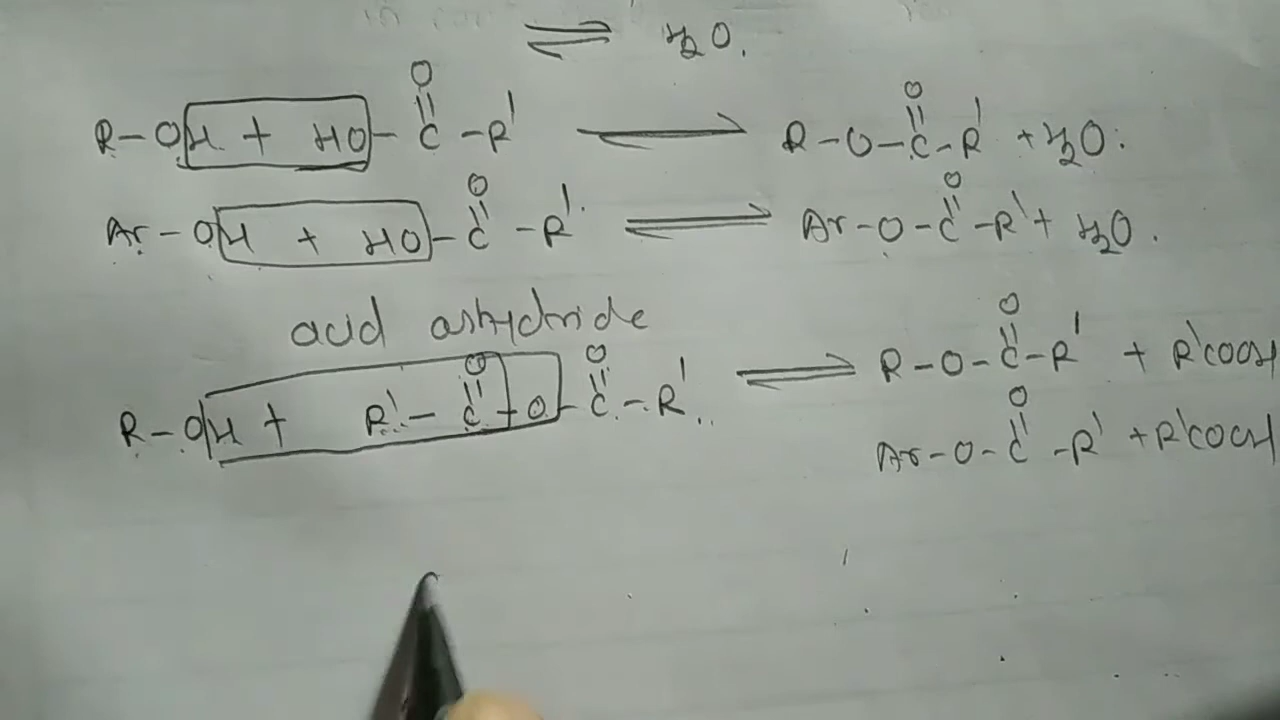 ⇌ H2O.
O O
R-OH + HO-C-R' ⇌ R-O-C-R' + H2O.
O O
Ar-OH + HO-C-R'. ⇌ Ar-O-C-R' + H2O.
acid anhydride
O O O
R-OH + R'-C-O-C-R' ⇌ R-O-C-R' + R'COOH
O
Ar-O-C-R' + R'COOH